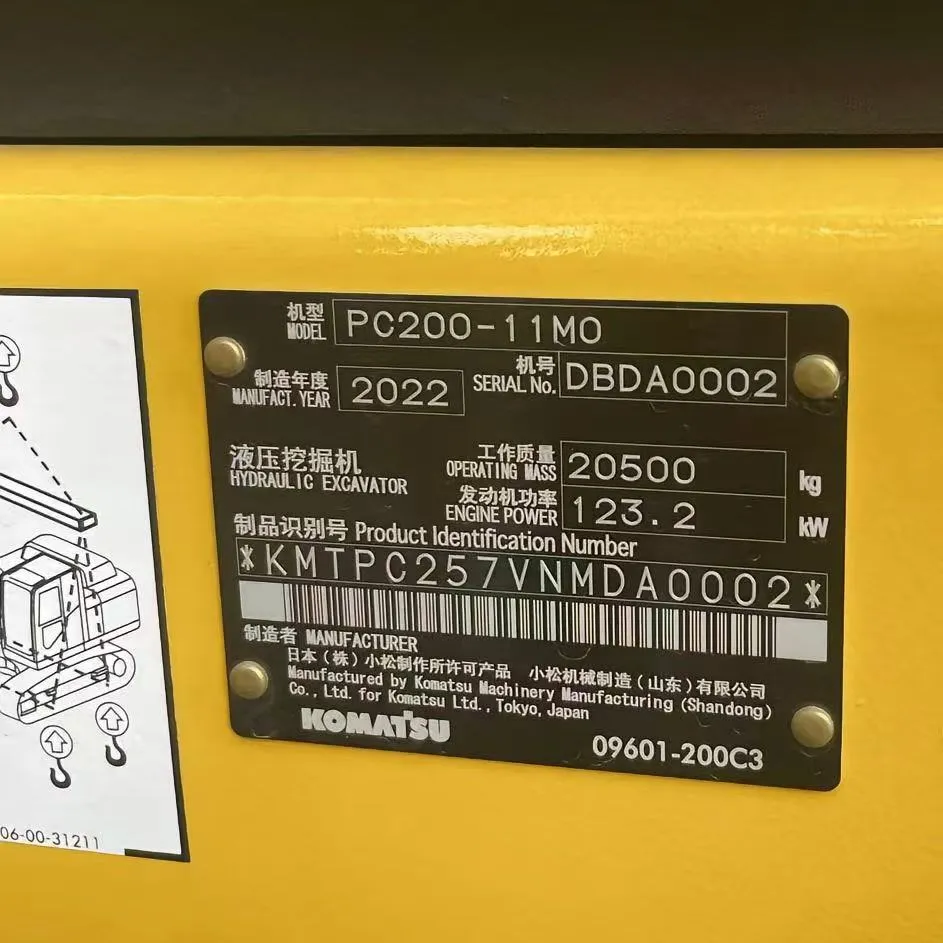 机型
MODEL PC200-11M0
制造年度
MANUFACT. YEAR 2022
机号
SERIAL No. DBDA0002
液压挖掘机
HYDRAULIC EXCAVATOR
工作质量
OPERATING MASS 20500 kg
发动机功率
ENGINE POWER 123.2 kW
制品识别号 Product Identification Number
*KMTPC257VNMDA0002*
制造者 MANUFACTURER
日本（株）小松制作所许可产品 小松机械制造（山东）有限公司
Manufactured by Komatsu Machinery Manufacturing (Shandong)
Co., Ltd. for Komatsu Ltd., Tokyo, Japan
KOMATSU
09601-200C3
06-00-31211